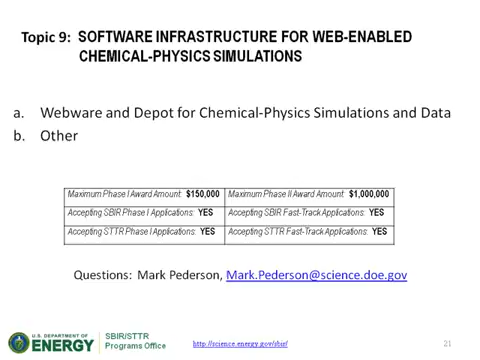 Topic 9: SOFTWARE INFRASTRUCTURE FOR WEB-ENABLED
CHEMICAL-PHYSICS SIMULATIONS
a. Webware and Depot for Chemical-Physics Simulations and Data
b. Other
Maximum Phase I Award Amount: $150,000 Maximum Phase II Award Amount: $1,000,000
Accepting SBIR Phase I Applications: YES Accepting SBIR Fast-Track Applications: YES
Accepting STTR Phase I Applications: YES Accepting STTR Fast-Track Applications: YES
Questions: Mark Pederson, Mark.Pederson@science.doe.gov
U.S. DEPARTMENT OF
ENERGY
SBIR/STTR
Programs Office
http://science.energy.gov/sbir/
21